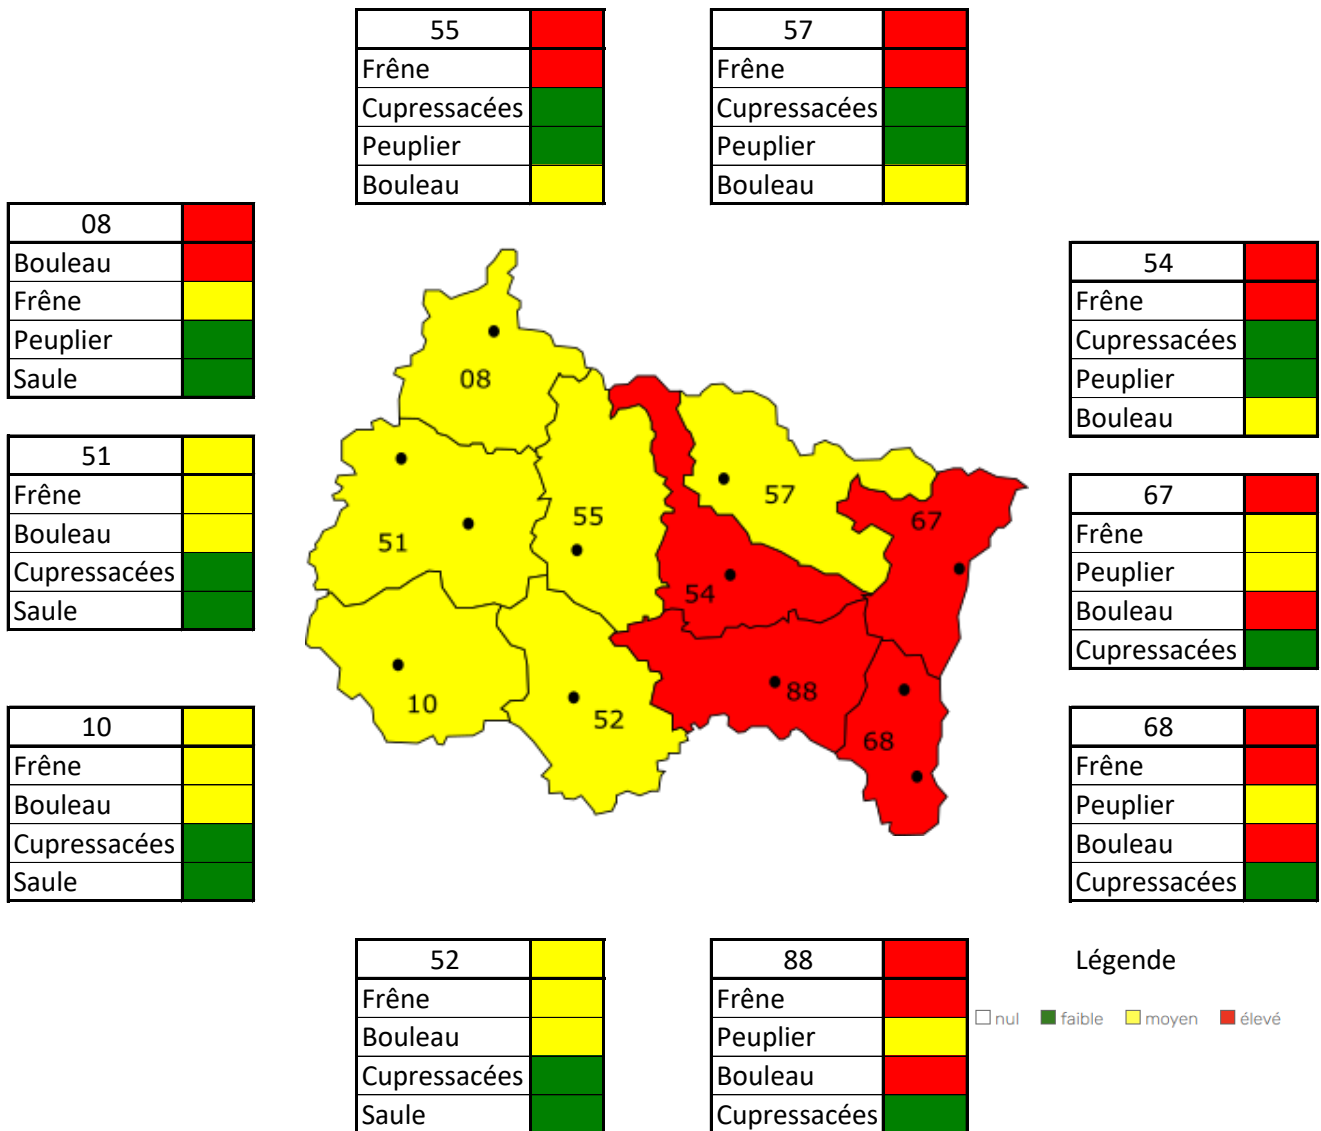 55
Frêne
Cupressacées
Peuplier
Bouleau
57
Frêne
Cupressacées
Peuplier
Bouleau
08
Bouleau
Frêne
Peuplier
Saule
51
Frêne
Bouleau
Cupressacées
Saule
10
Frêne
Bouleau
Cupressacées
Saule
08
57
55
67
51
54
88
10
52
68
54
Frêne
Cupressacées
Peuplier
Bouleau
67
Frêne
Peuplier
Bouleau
Cupressacées
68
Frêne
Peuplier
Bouleau
Cupressacées
52
Frêne
Bouleau
Cupressacées
Saule
88
Frêne
Peuplier
Bouleau
Cupressacées
Légende
nul faible moyen élevé